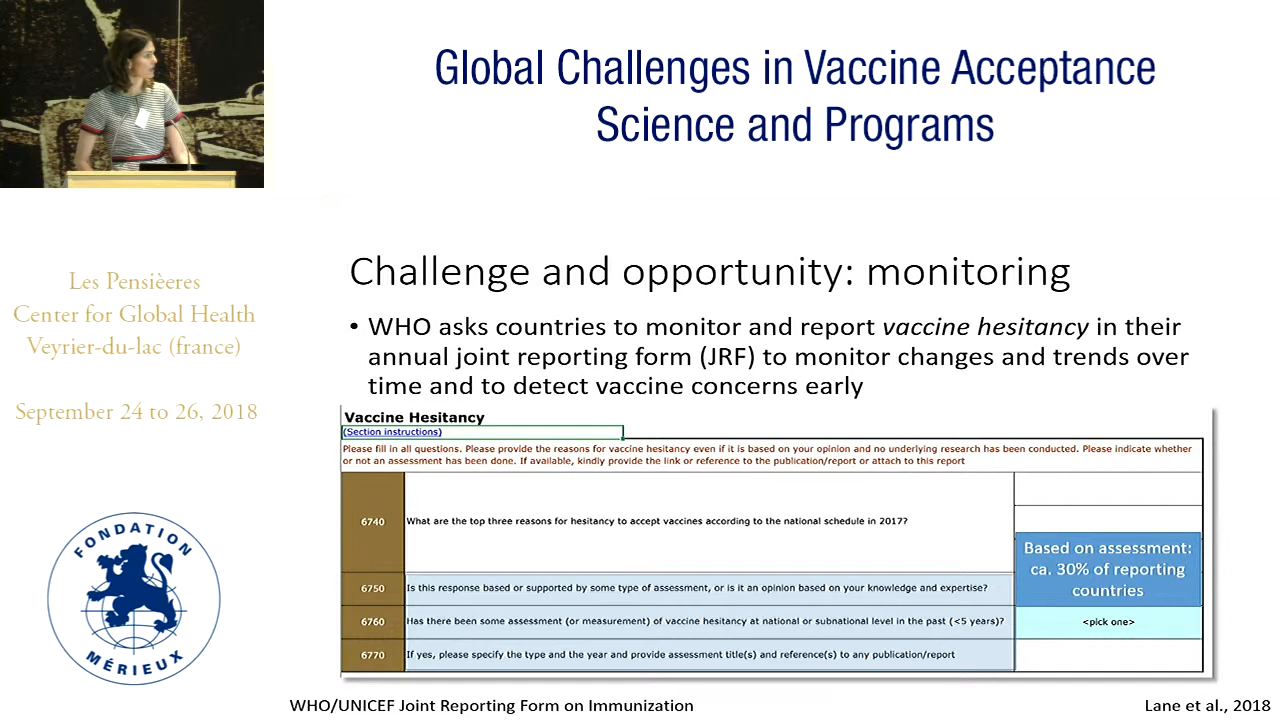 Global Challenges in Vaccine Acceptance
Science and Programs
Les Pensièeres
Center for Global Health
Veyrier-du-lac (france)
September 24 to 26, 2018
FONDATION
MÉRIEUX
Challenge and opportunity: monitoring
• WHO asks countries to monitor and report vaccine hesitancy in their
annual joint reporting form (JRF) to monitor changes and trends over
time and to detect vaccine concerns early
Vaccine Hesitancy
(Section instructions)
Please fill in all questions. Please provide the reasons for vaccine hesitancy even if it is based on your opinion and no underlying research has been conducted. Please indicate whether
or not an assessment has been done. If available, kindly provide the link or reference to the publication/report or attach to this report
6740 What are the top three reasons for hesitancy to accept vaccines according to the national schedule in 2017?
Based on assessment:
ca. 30% of reporting
countries
6750 Is this response based or supported by some type of assessment, or is it an opinion based on your knowledge and expertise?
6760 Has there been some assessment (or measurement) of vaccine hesitancy at national or subnational level in the past (<5 years)? <pick one>
6770 If yes, please specify the type and the year and provide assessment title(s) and reference(s) to any publication/report
WHO/UNICEF Joint Reporting Form on Immunization
Lane et al., 2018